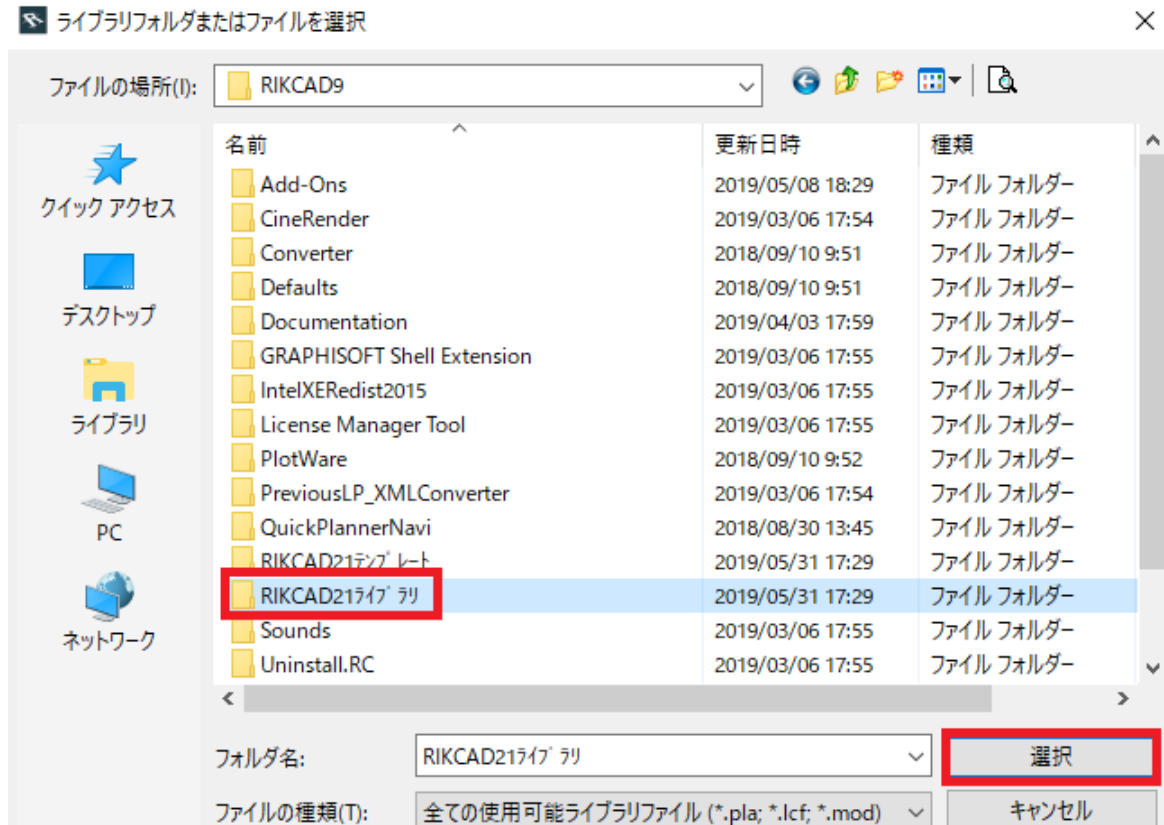 ライブラリフォルダまたはファイルを選択
ファイルの場所(I): RIKCAD9
名前 更新日時 種類
Add-Ons 2019/05/08 18:29 ファイル フォルダー
CineRender 2019/03/06 17:54 ファイル フォルダー
Converter 2018/09/10 9:51 ファイル フォルダー
Defaults 2018/09/10 9:51 ファイル フォルダー
Documentation 2019/04/03 17:59 ファイル フォルダー
GRAPHISOFT Shell Extension 2019/03/06 17:55 ファイル フォルダー
IntelXERedist2015 2019/03/06 17:55 ファイル フォルダー
License Manager Tool 2019/03/06 17:55 ファイル フォルダー
PlotWare 2018/09/10 9:52 ファイル フォルダー
PreviousLP_XMLConverter 2019/03/06 17:54 ファイル フォルダー
QuickPlannerNavi 2018/08/30 13:45 ファイル フォルダー
RIKCAD21ﾃﾝﾌﾟﾚｰﾄ 2019/05/31 17:29 ファイル フォルダー
RIKCAD21ﾗｲﾌﾞﾗﾘ 2019/05/31 17:29 ファイル フォルダー
Sounds 2019/03/06 17:55 ファイル フォルダー
Uninstall.RC 2019/03/06 17:55 ファイル フォルダー
クイック アクセス
デスクトップ
ライブラリ
PC
ネットワーク
フォルダ名: RIKCAD21ﾗｲﾌﾞﾗﾘ 選択
ファイルの種類(T): 全ての使用可能ライブラリファイル (*.pla; *.lcf; *.mod) キャンセル